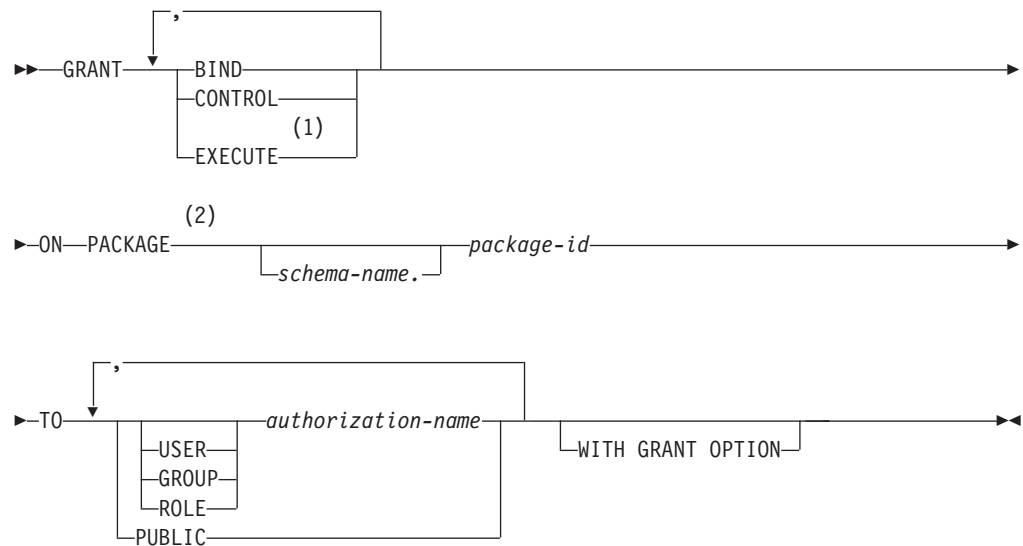 ,
GRANT BIND
CONTROL
(1)
EXECUTE
(2)
ON PACKAGE package-id
schema-name.
,
TO authorization-name
USER WITH GRANT OPTION
GROUP
ROLE
PUBLIC